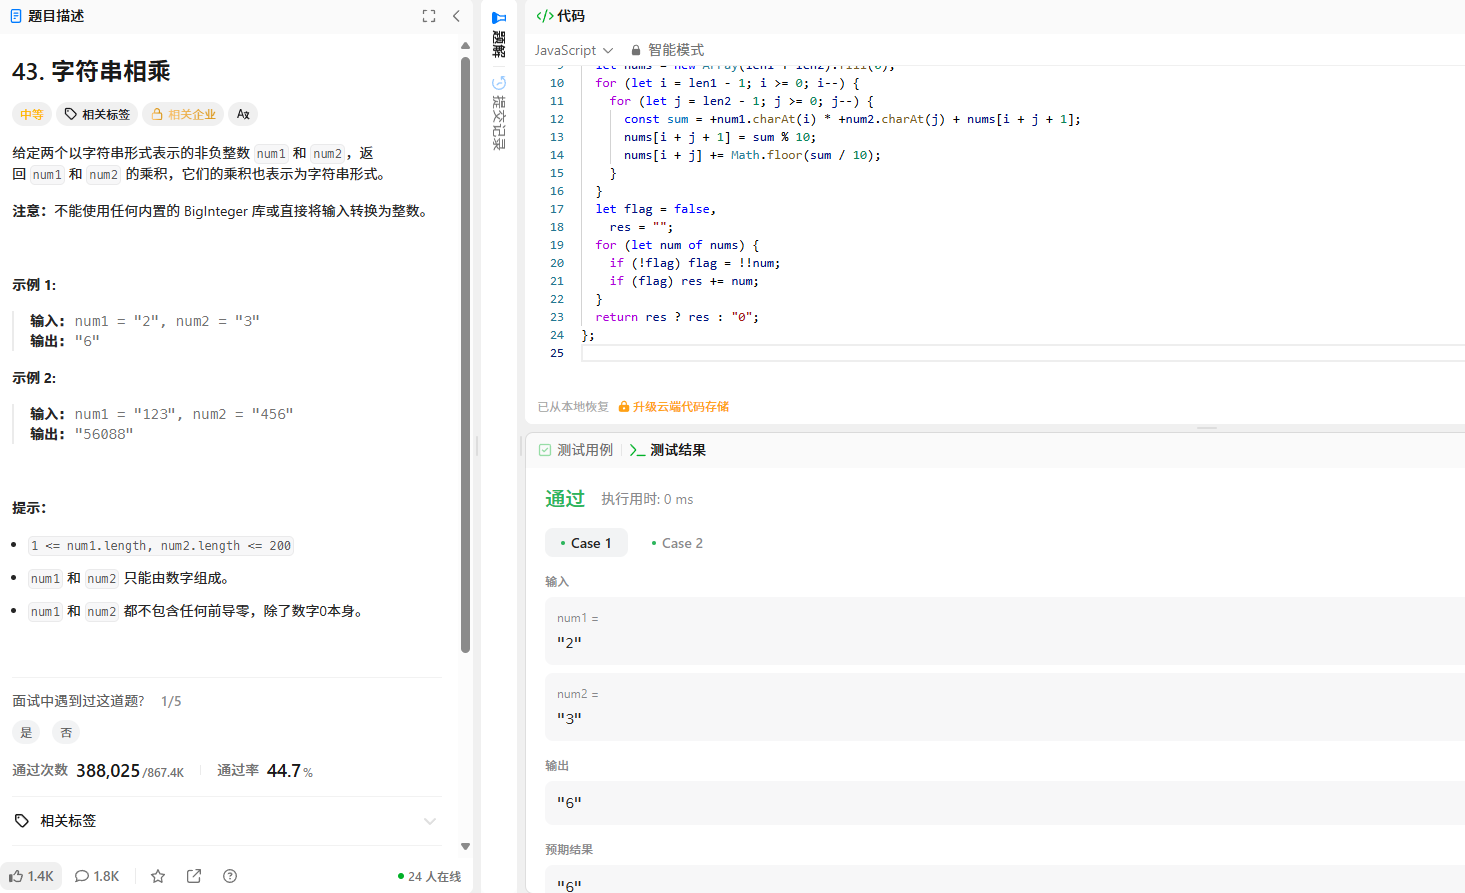 题目描述
43. 字符串相乘
中等 相关标签 相关企业 Aʀ
给定两个以字符串形式表示的非负整数 num1 和 num2，返
回 num1 和 num2 的乘积，它们的乘积也表示为字符串形式。
注意：不能使用任何内置的 BigInteger 库或直接将输入转换为整数。
示例 1:
输入: num1 = "2", num2 = "3"
输出: "6"
示例 2:
输入: num1 = "123", num2 = "456"
输出: "56088"
提示：
1 <= num1.length, num2.length <= 200
num1 和 num2 只能由数字组成。
num1 和 num2 都不包含任何前导零，除了数字0本身。
面试中遇到过这道题? 1/5
是 否
通过次数 388,025/867.4K 通过率 44.7%
相关标签
1.4K 1.8K 24 人在线
题解
提交记录
代码
JavaScript 智能模式
9 let nums = new Array(len1 + len2).fill(0);
10 for (let i = len1 - 1; i >= 0; i--) {
11 for (let j = len2 - 1; j >= 0; j--) {
12 const sum = +num1.charAt(i) * +num2.charAt(j) + nums[i + j + 1];
13 nums[i + j + 1] = sum % 10;
14 nums[i + j] += Math.floor(sum / 10);
15 }
16 }
17 let flag = false,
18 res = "";
19 for (let num of nums) {
20 if (!flag) flag = !!num;
21 if (flag) res += num;
22 }
23 return res ? res : "0";
24 };
25
已从本地恢复 升级云端代码存储
测试用例 测试结果
通过 执行用时: 0 ms
Case 1 Case 2
输入
num1 =
"2"
num2 =
"3"
输出
"6"
预期结果
"6"